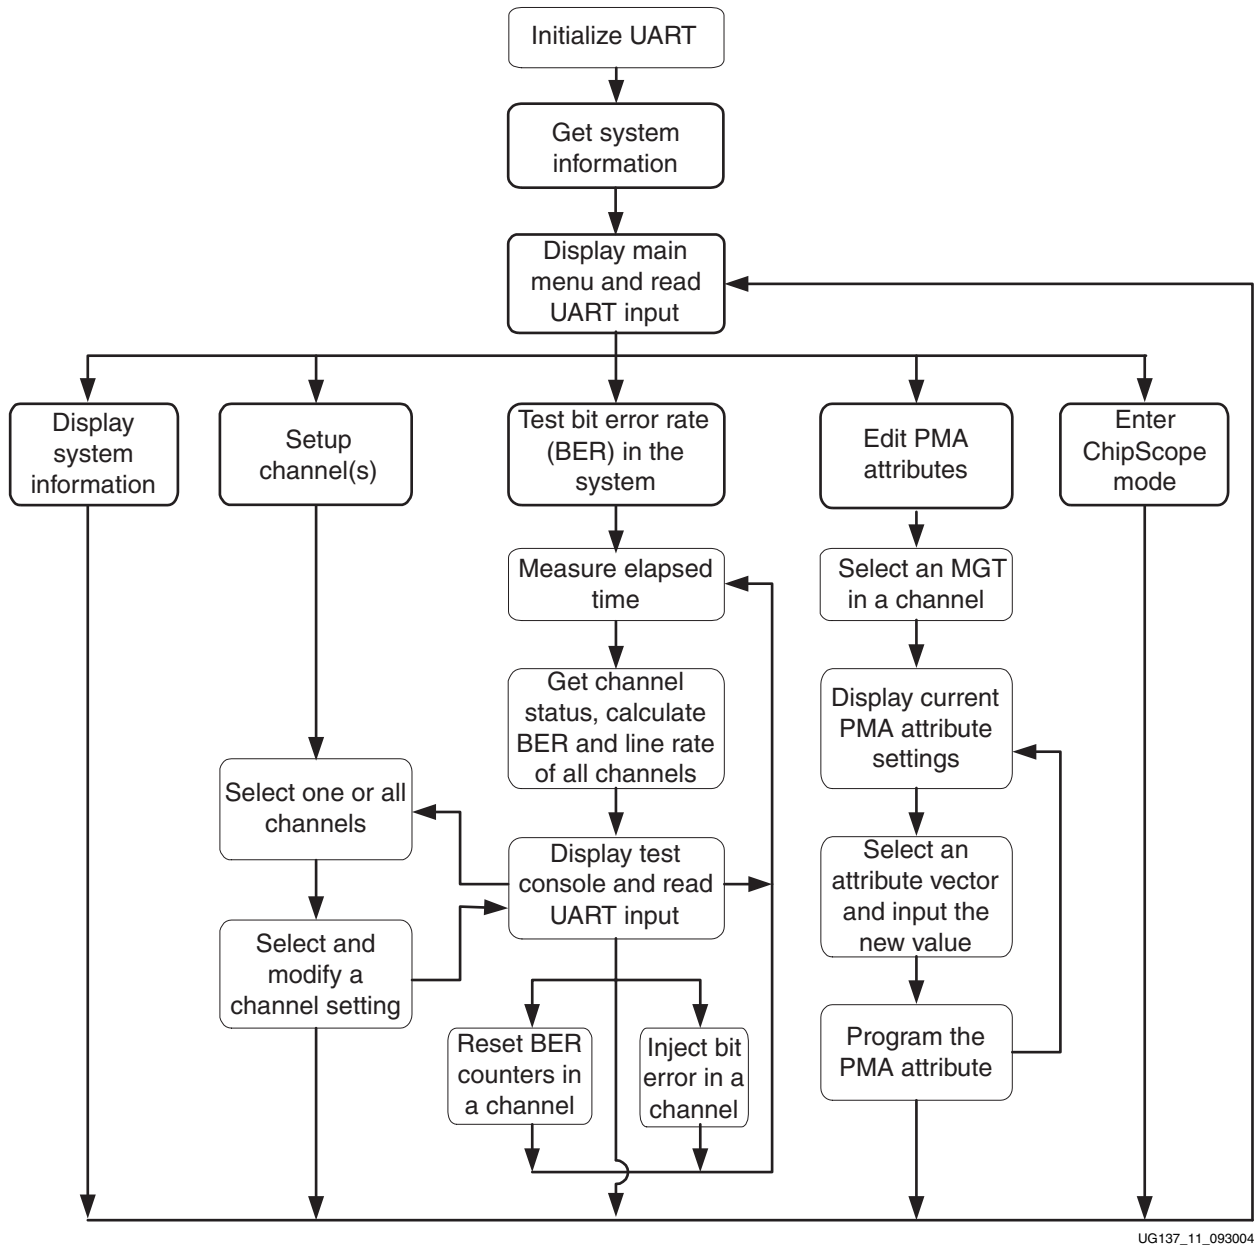 Initialize UART
Get system
information
Display main
menu and read
UART input
Display
system
information
Setup
channel(s)
Test bit error rate
(BER) in the
system
Edit PMA
attributes
Enter
ChipScope
mode
Measure elapsed
time
Select an MGT
in a channel
Get channel
status, calculate
BER and line rate
of all channels
Display current
PMA attribute
settings
Select one or all
channels
Display test
console and read
UART input
Select an
attribute vector
and input the
new value
Select and
modify a
channel setting
Reset BER
counters in
a channel
Inject bit
error in a
channel
Program the
PMA attribute
UG137_11_093004